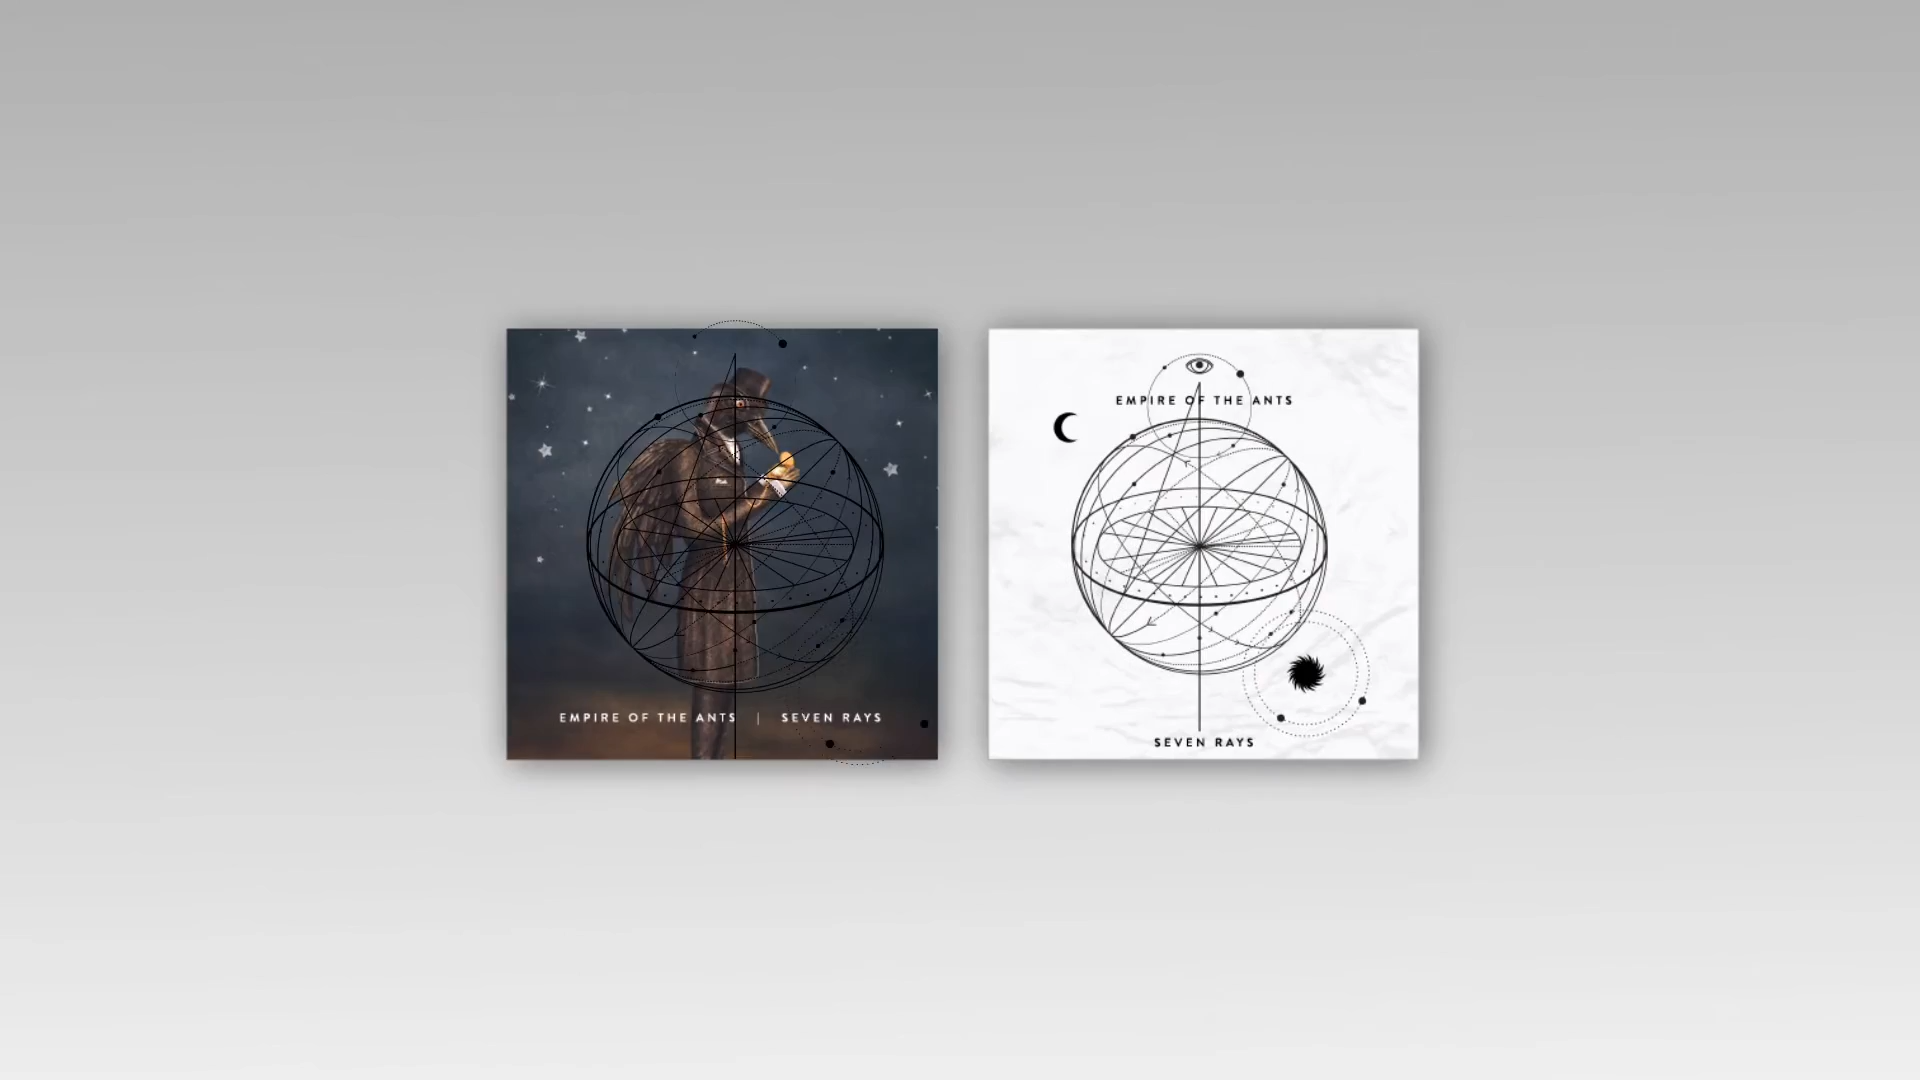 EMPIRE OF THE ANTS | SEVEN RAYS
EMPIRE OF THE ANTS
SEVEN RAYS